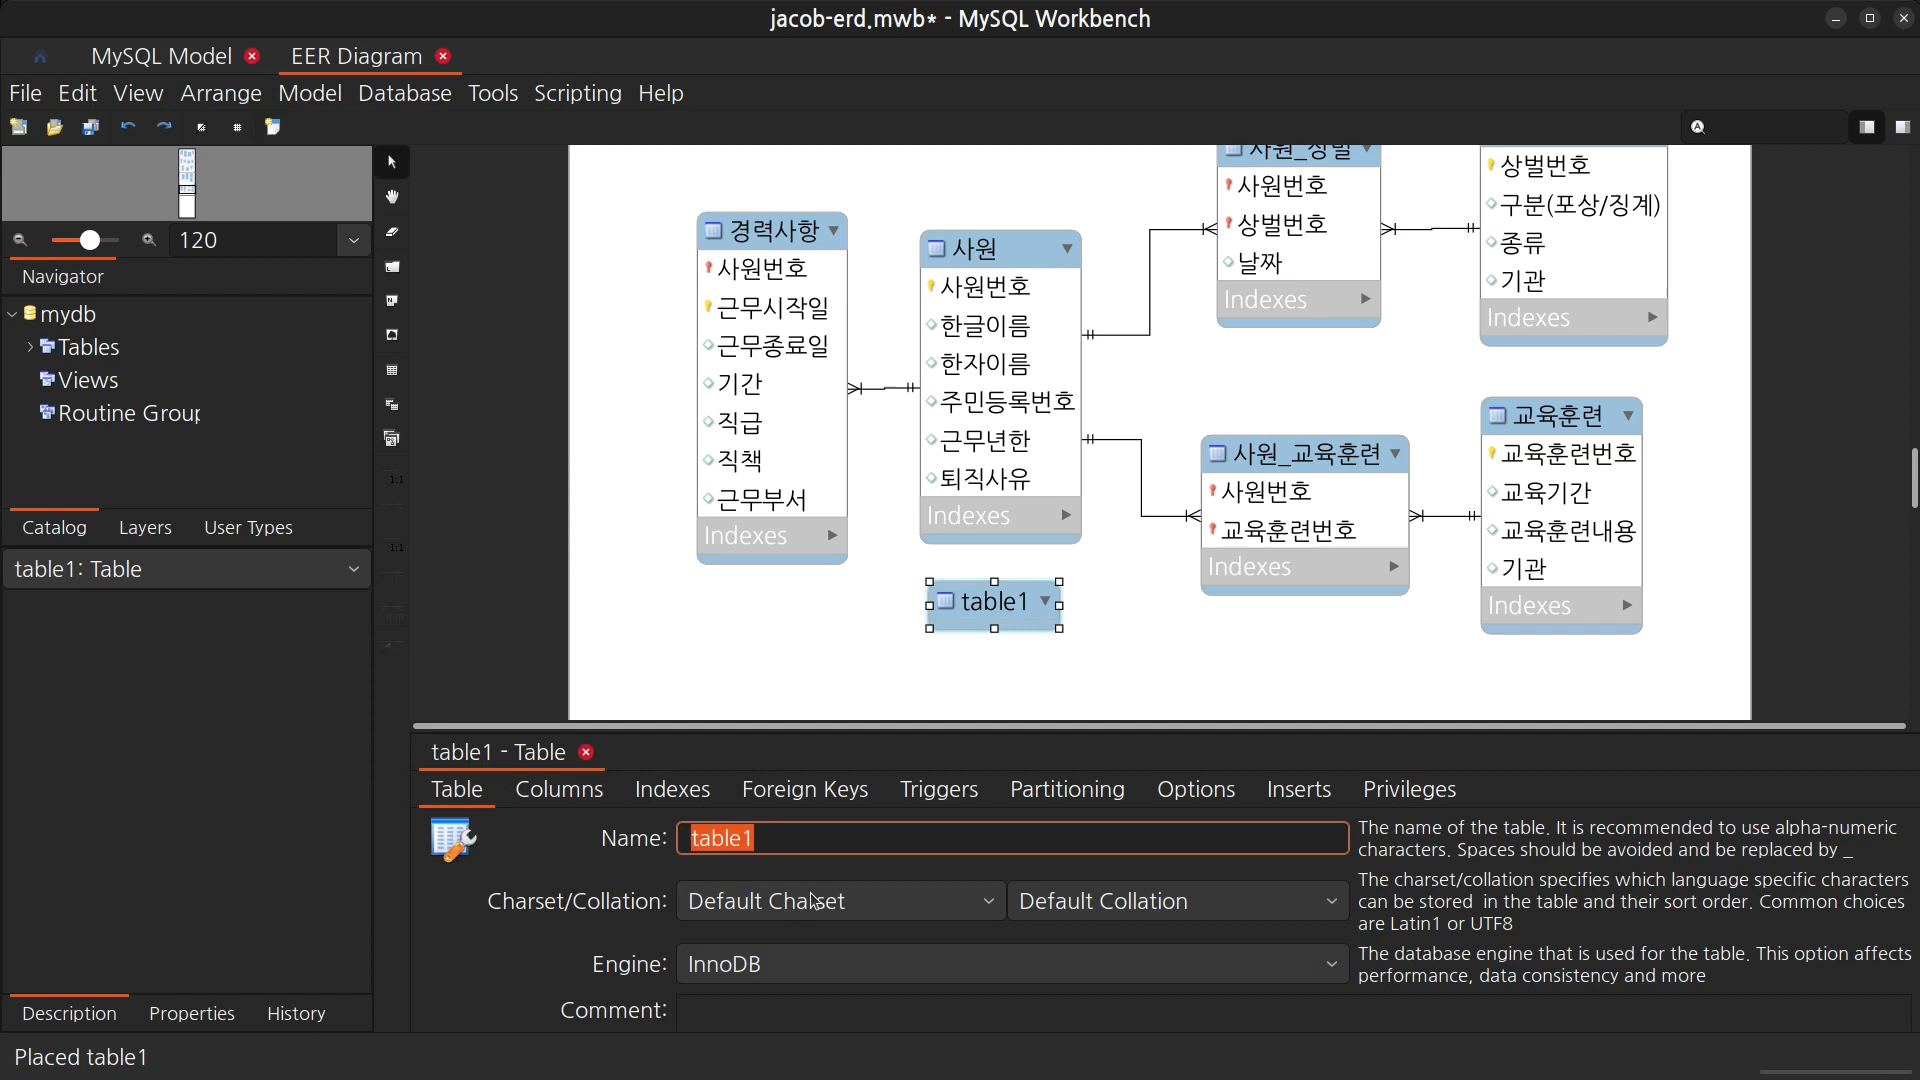 jacob-erd.mwb* - MySQL Workbench
MySQL Model
EER Diagram
File Edit View Arrange Model Database Tools Scripting Help
120
Navigator
mydb
Tables
Views
Routine Group
Catalog Layers User Types
table1: Table
Description Properties History
1:1
1:1
n:m
경력사항
사원번호
근무시작일
근무종료일
기간
직급
직책
근무부서
Indexes
사원
사원번호
한글이름
한자이름
주민등록번호
근무년한
퇴직사유
Indexes
table1
사원_상벌
사원번호
상벌번호
날짜
Indexes
상벌번호
구분(포상/징계)
종류
기관
Indexes
사원_교육훈련
사원번호
교육훈련번호
Indexes
교육훈련
교육훈련번호
교육기간
교육훈련내용
기관
Indexes
table1 - Table
Table Columns Indexes Foreign Keys Triggers Partitioning Options Inserts Privileges
Name: table1
The name of the table. It is recommended to use alpha-numeric
characters. Spaces should be avoided and be replaced by _
Charset/Collation: Default Charset Default Collation
The charset/collation specifies which language specific characters
can be stored in the table and their sort order. Common choices
are Latin1 or UTF8
Engine: InnoDB
The database engine that is used for the table. This option affects
performance, data consistency and more
Comment:
Placed table1